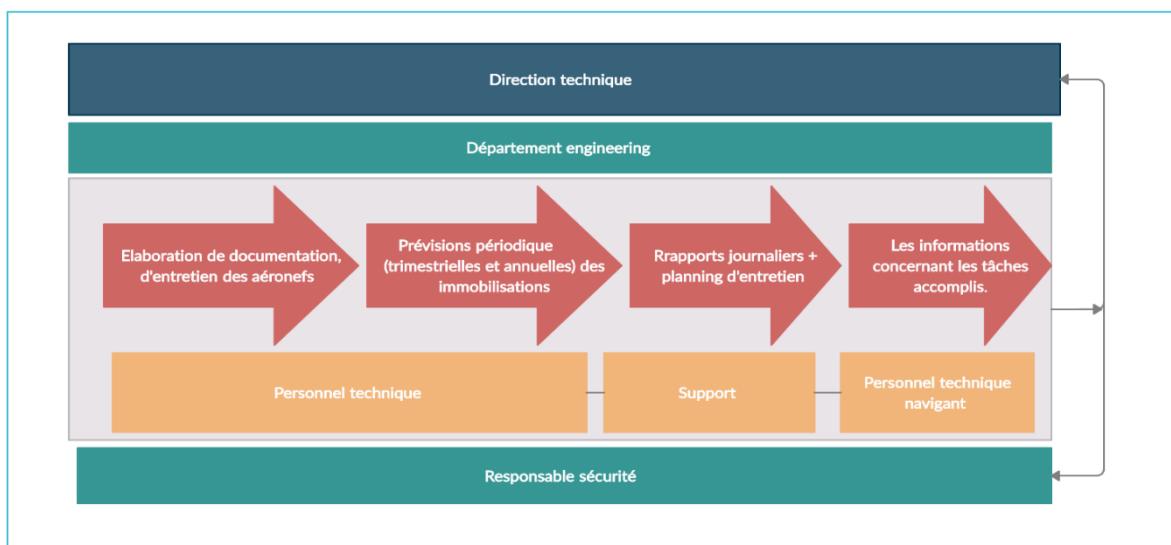 Direction technique
Département engineering
Elaboration de documentation,
d'entretien des aéronefs
Prévisions périodique
(trimestrielles et annuelles) des
immobilisations
Rrapports journaliers +
planning d'entretien
Les informations
concernant les tâches
accomplis.
Personnel technique
Support
Personnel technique
navigant
Responsable sécurité